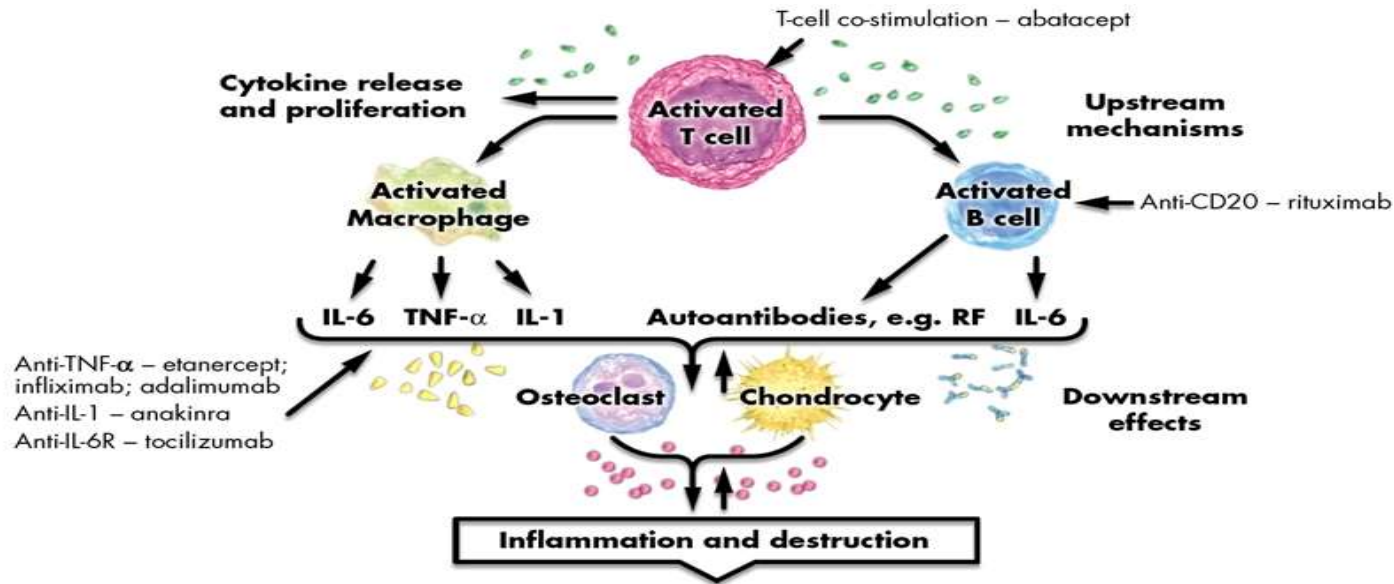 T-cell co-stimulation – abatacept
Cytokine release
and proliferation
Activated
T cell
Upstream
mechanisms
Activated
Macrophage
Activated
B cell
Anti-CD20 – rituximab
IL-6 TNF-α IL-1 Autoantibodies, e.g. RF IL-6
Anti-TNF-α – etanercept;
infliximab; adalimumab
Anti-IL-1 – anakinra
Anti-IL-6R – tocilizumab
Osteoclast
Chondrocyte
Downstream
effects
Inflammation and destruction